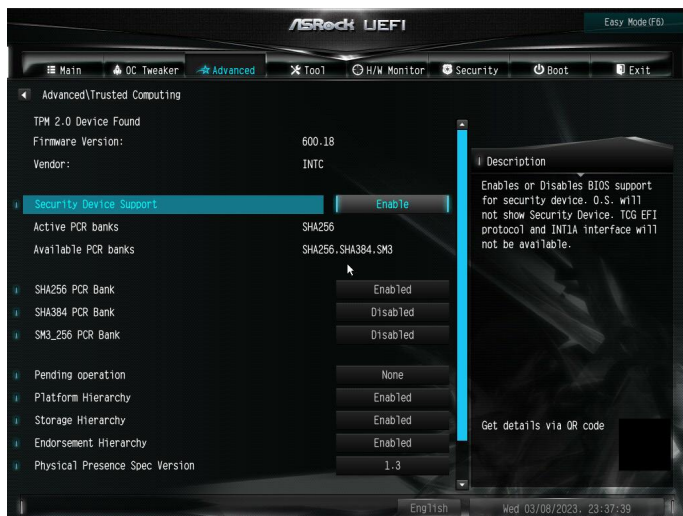 ASRock UEFI
Easy Mode(F6)
Main
OC Tweaker
Advanced
Tool
H/W Monitor
Security
Boot
Exit
Advanced\Trusted Computing
TPM 2.0 Device Found
Firmware Version: 600.18
Vendor: INTC
Security Device Support Enable
Active PCR banks SHA256
Available PCR banks SHA256.SHA384.SM3
SHA256 PCR Bank Enabled
SHA384 PCR Bank Disabled
SM3_256 PCR Bank Disabled
Pending operation None
Platform Hierarchy Enabled
Storage Hierarchy Enabled
Endorsement Hierarchy Enabled
Physical Presence Spec Version 1.3
Description
Enables or Disables BIOS support
for security device. O.S. will
not show Security Device. TCG EFI
protocol and INT1A interface will
not be available.
Get details via QR code
English
Wed 03/08/2023. 23:37:39